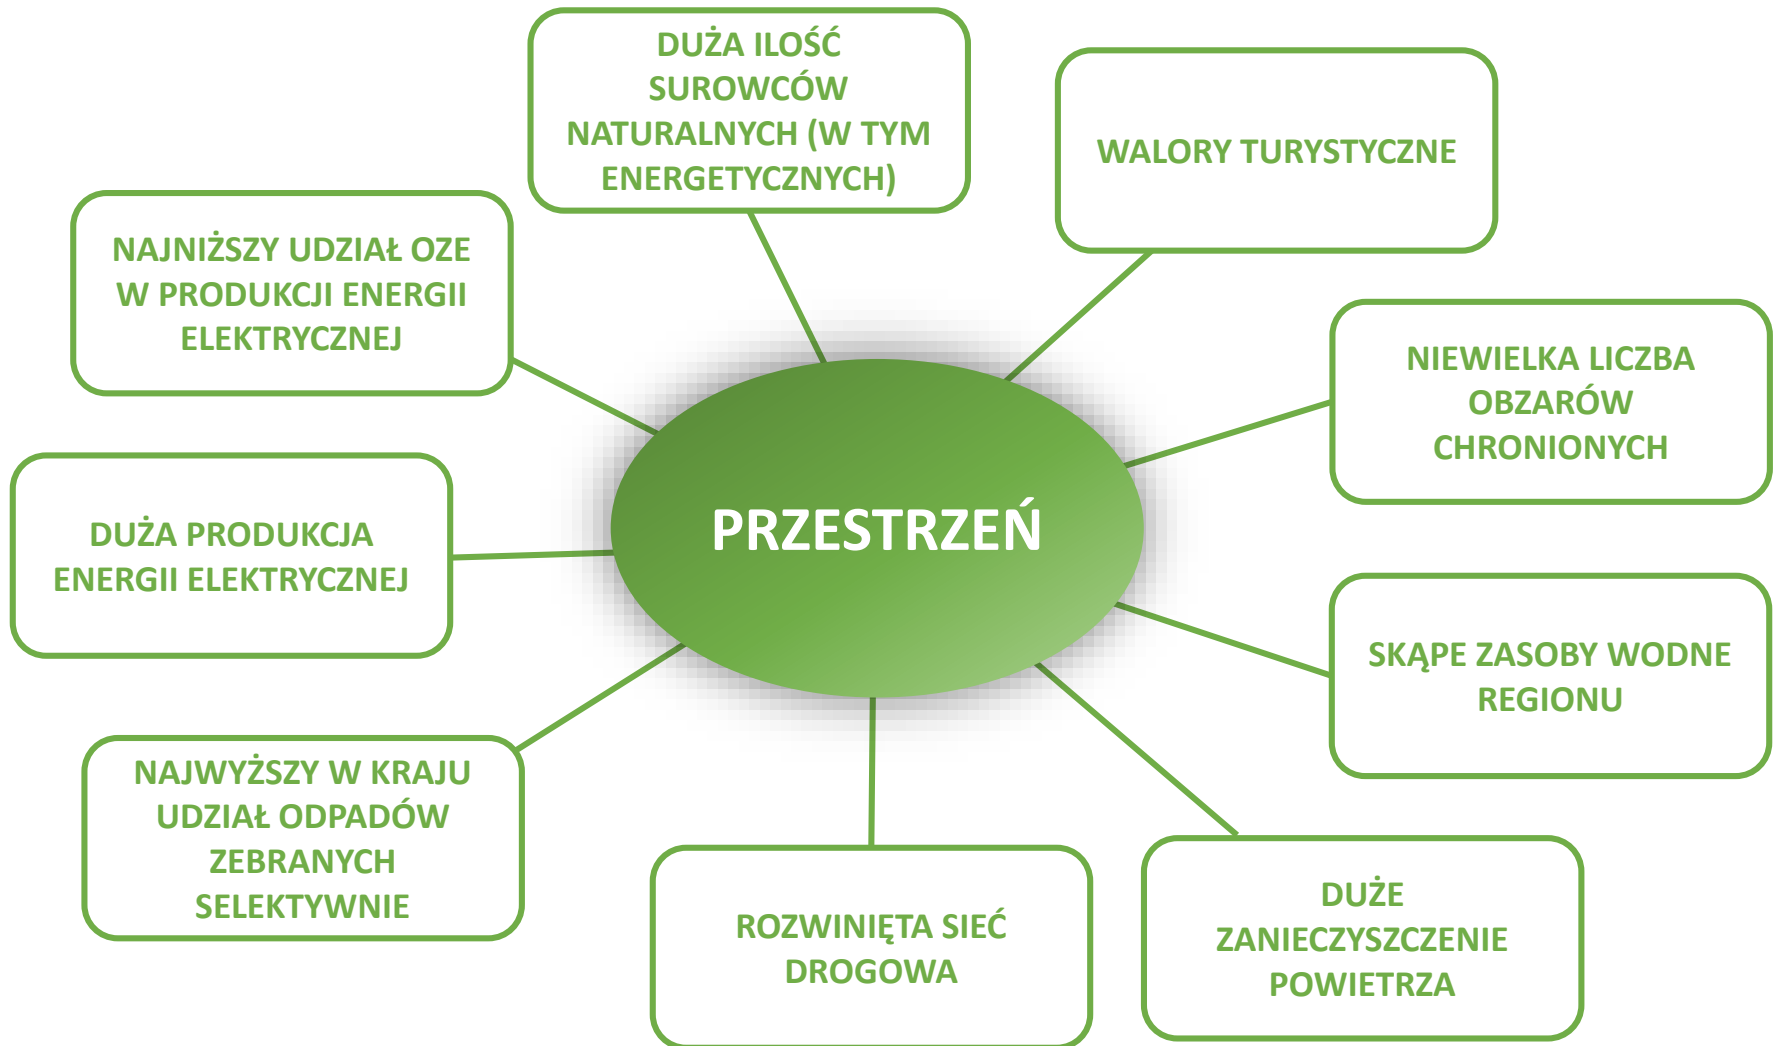 DUŻA ILOŚĆ
SUROWCÓW
NATURALNYCH (W TYM
ENERGETYCZNYCH)
WALORY TURYSTYCZNE
NAJNIŻSZY UDZIAŁ OZE
W PRODUKCJI ENERGII
ELEKTRYCZNEJ
NIEWIELKA LICZBA
OBZARÓW
CHRONIONYCH
PRZESTRZEŃ
DUŻA PRODUKCJA
ENERGII ELEKTRYCZNEJ
SKĄPE ZASOBY WODNE
REGIONU
NAJWYŻSZY W KRAJU
UDZIAŁ ODPADÓW
ZEBRANYCH
SELEKTYWNIE
ROZWINIĘTA SIEĆ
DROGOWA
DUŻE
ZANIECZYSZCZENIE
POWIETRZA